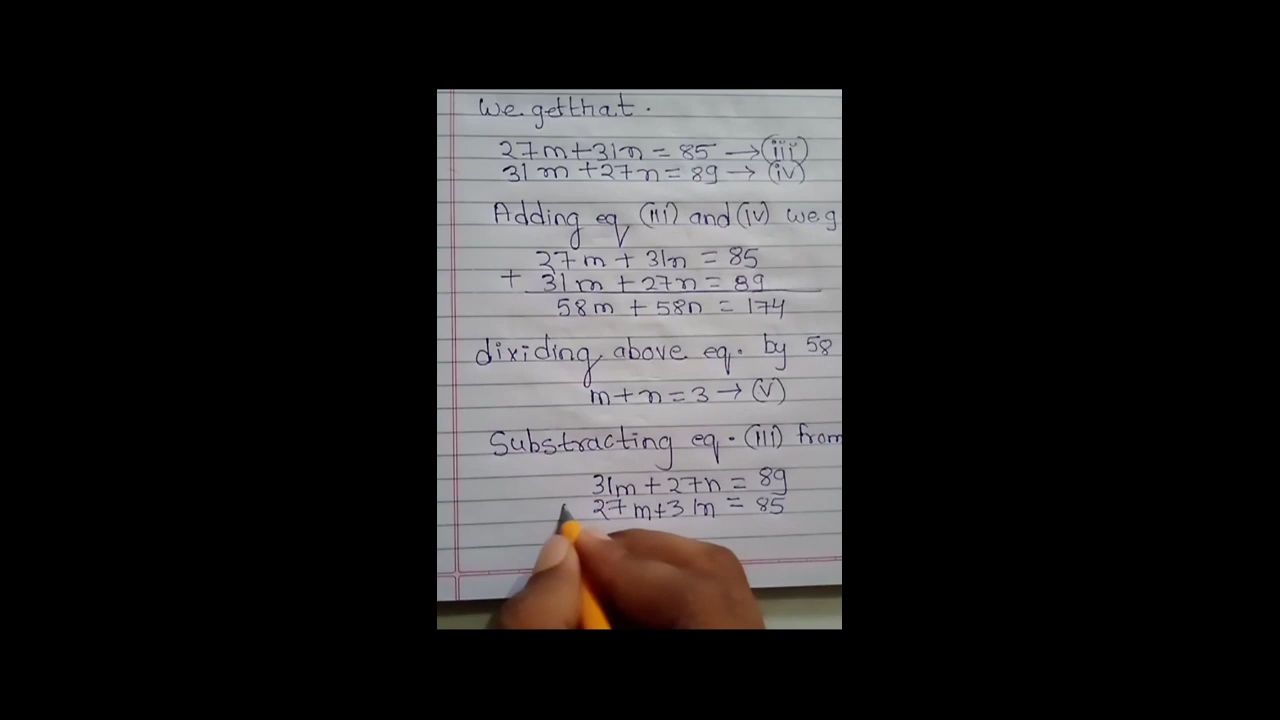 We get that.
27m+31n = 85 → (iii)
31m +27n = 89 → (iv)
Adding eq (iii) and (iv) we g
27m + 31n = 85
+ 31m + 27n = 89
58m + 58n = 174
dividing above eq. by 58
m+n=3 → (v)
Substracting eq. (iii) from
31m + 27n = 89
27m+31n = 85